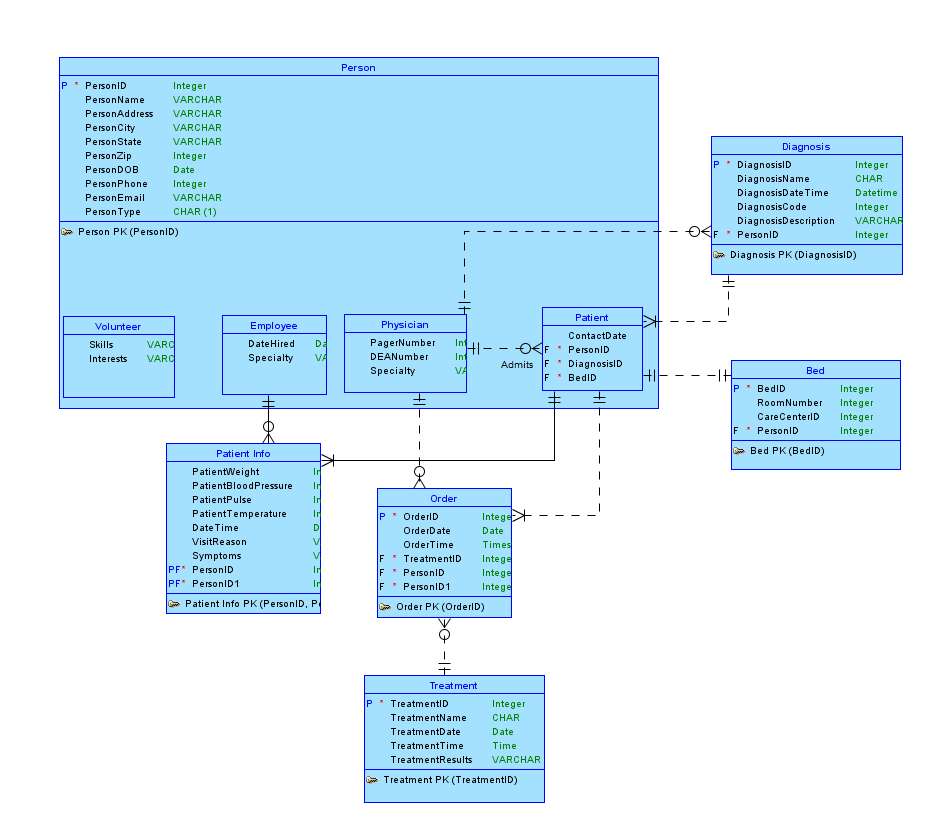 Person
P * PersonID Integer
PersonName VARCHAR
PersonAddress VARCHAR
PersonCity VARCHAR
PersonState VARCHAR
PersonZip Integer
PersonDOB Date
PersonPhone Integer
PersonEmail VARCHAR
PersonType CHAR (1)
Person PK (PersonID)
Diagnosis
P * DiagnosisID Integer
DiagnosisName CHAR
DiagnosisDateTime Datetime
DiagnosisCode Integer
DiagnosisDescription VARCHAR
F * PersonID Integer
Diagnosis PK (DiagnosisID)
Volunteer
Skills VARC
Interests VARC
Employee
DateHired Da
Specialty VA
Physician
PagerNumber Int
DEANumber Int
Specialty VA
Admits
Patient
ContactDate
F * PersonID
F * DiagnosisID
F * BedID
Bed
P * BedID Integer
RoomNumber Integer
CareCenterID Integer
F * PersonID Integer
Bed PK (BedID)
Patient Info
PatientWeight In
PatientBloodPressure In
PatientPulse In
PatientTemperature In
DateTime D
VisitReason V
Symptoms V
PF* PersonID In
PF* PersonID1 In
Patient Info PK (PersonID, Pe
Order
P * OrderID Intege
OrderDate Date
OrderTime Times
F * TreatmentID Intege
F * PersonID Intege
F * PersonID1 Intege
Order PK (OrderID)
Treatment
P * TreatmentID Integer
TreatmentName CHAR
TreatmentDate Date
TreatmentTime Time
TreatmentResults VARCHAR
Treatment PK (TreatmentID)